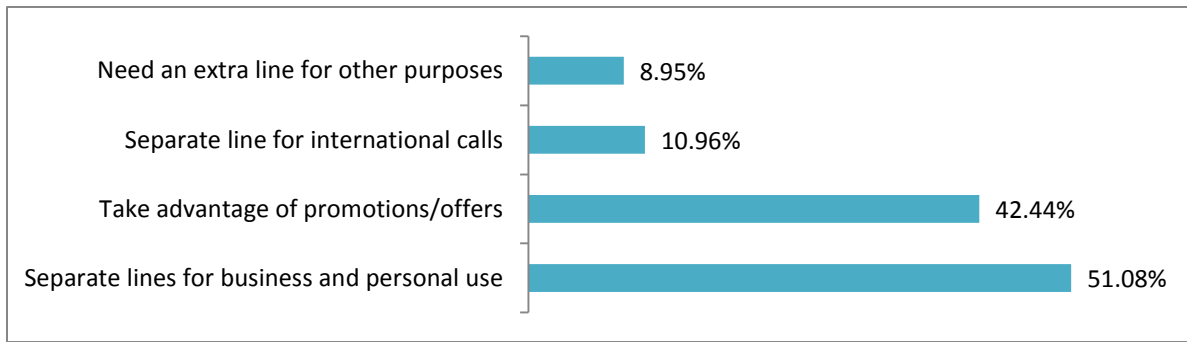 Need an extra line for other purposes 8.95%
Separate line for international calls 10.96%
Take advantage of promotions/offers 42.44%
Separate lines for business and personal use 51.08%